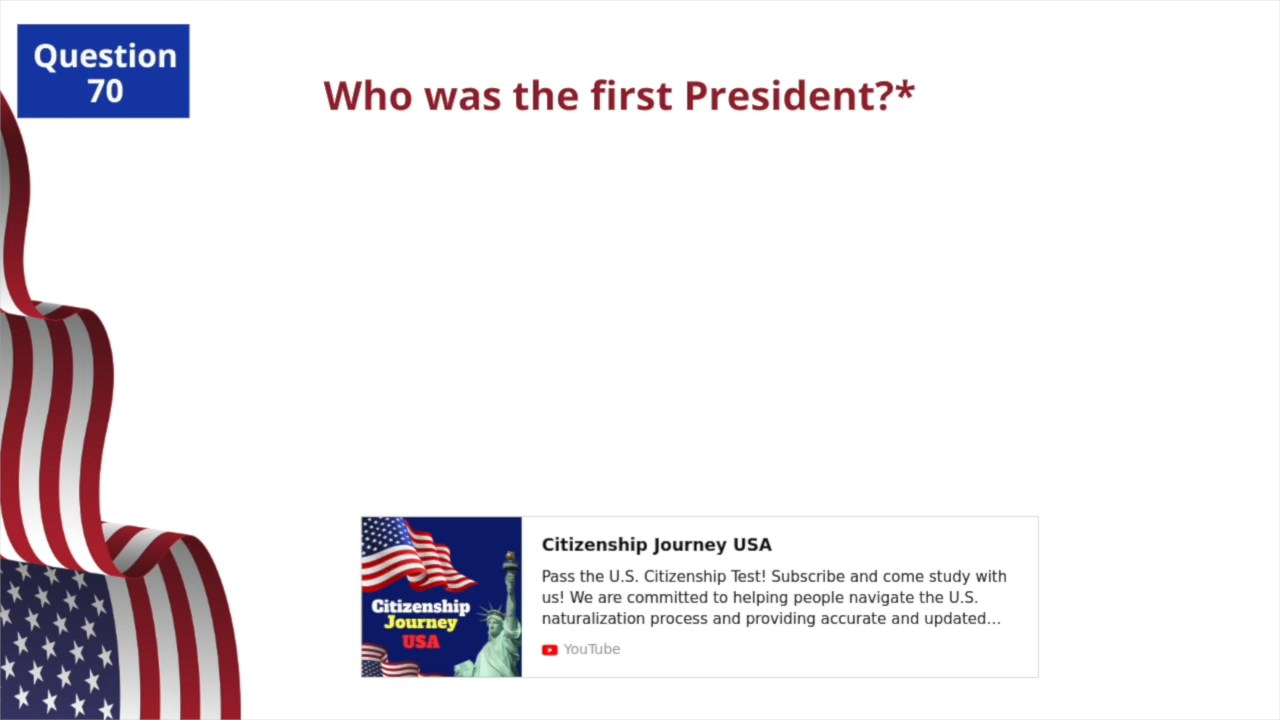 Question
70
Who was the first President?*
Citizenship
Journey
USA
Citizenship Journey USA
Pass the U.S. Citizenship Test! Subscribe and come study with
us! We are committed to helping people navigate the U.S.
naturalization process and providing accurate and updated...
YouTube